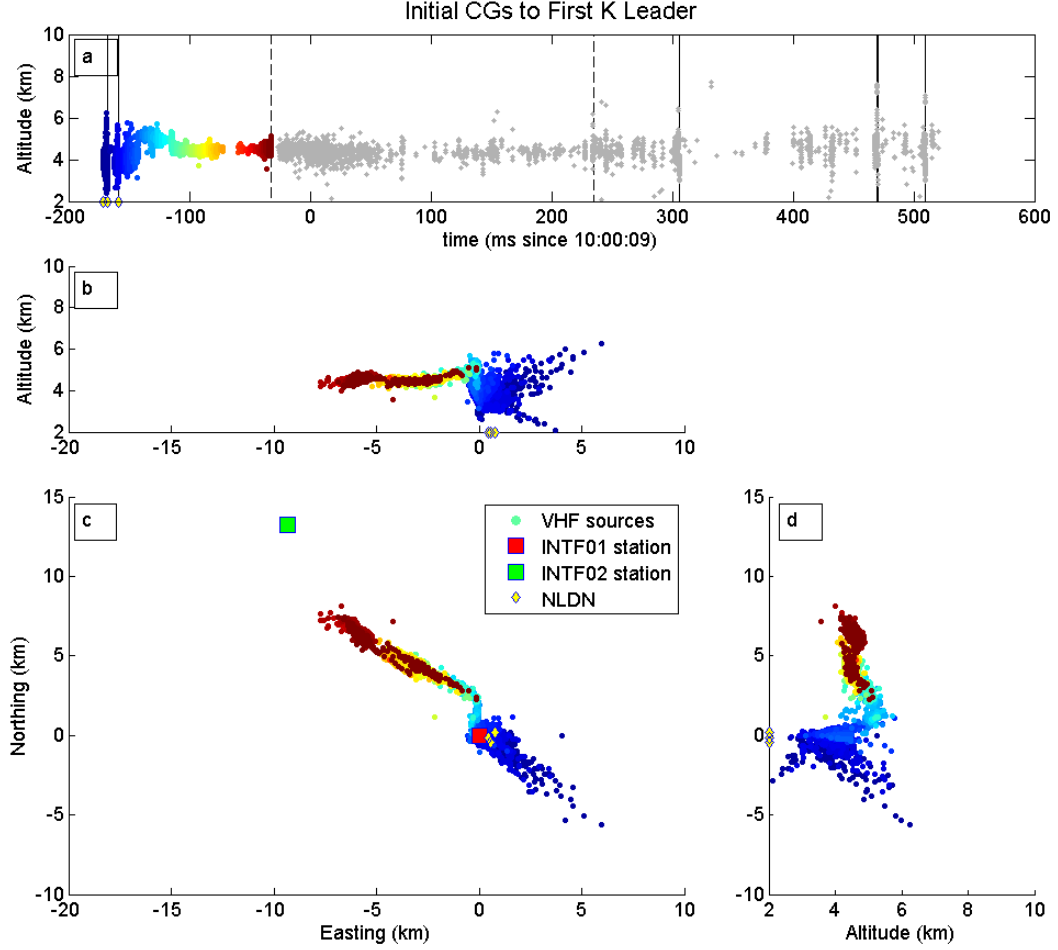 Initial CGs to First K Leader
a
Altitude (km)
10
8
6
4
2
-200 -100 0 100 200 300 400 500 600
time (ms since 10:00:09)
b
Altitude (km)
10
8
6
4
2
-20 -15 -10 -5 0 5 10
c
Northing (km)
15
10
5
0
-5
-10
-20 -15 -10 -5 0 5 10
Easting (km)
VHF sources
INTF01 station
INTF02 station
NLDN
d
15
10
5
0
-5
-10
2 4 6 8 10
Altitude (km)